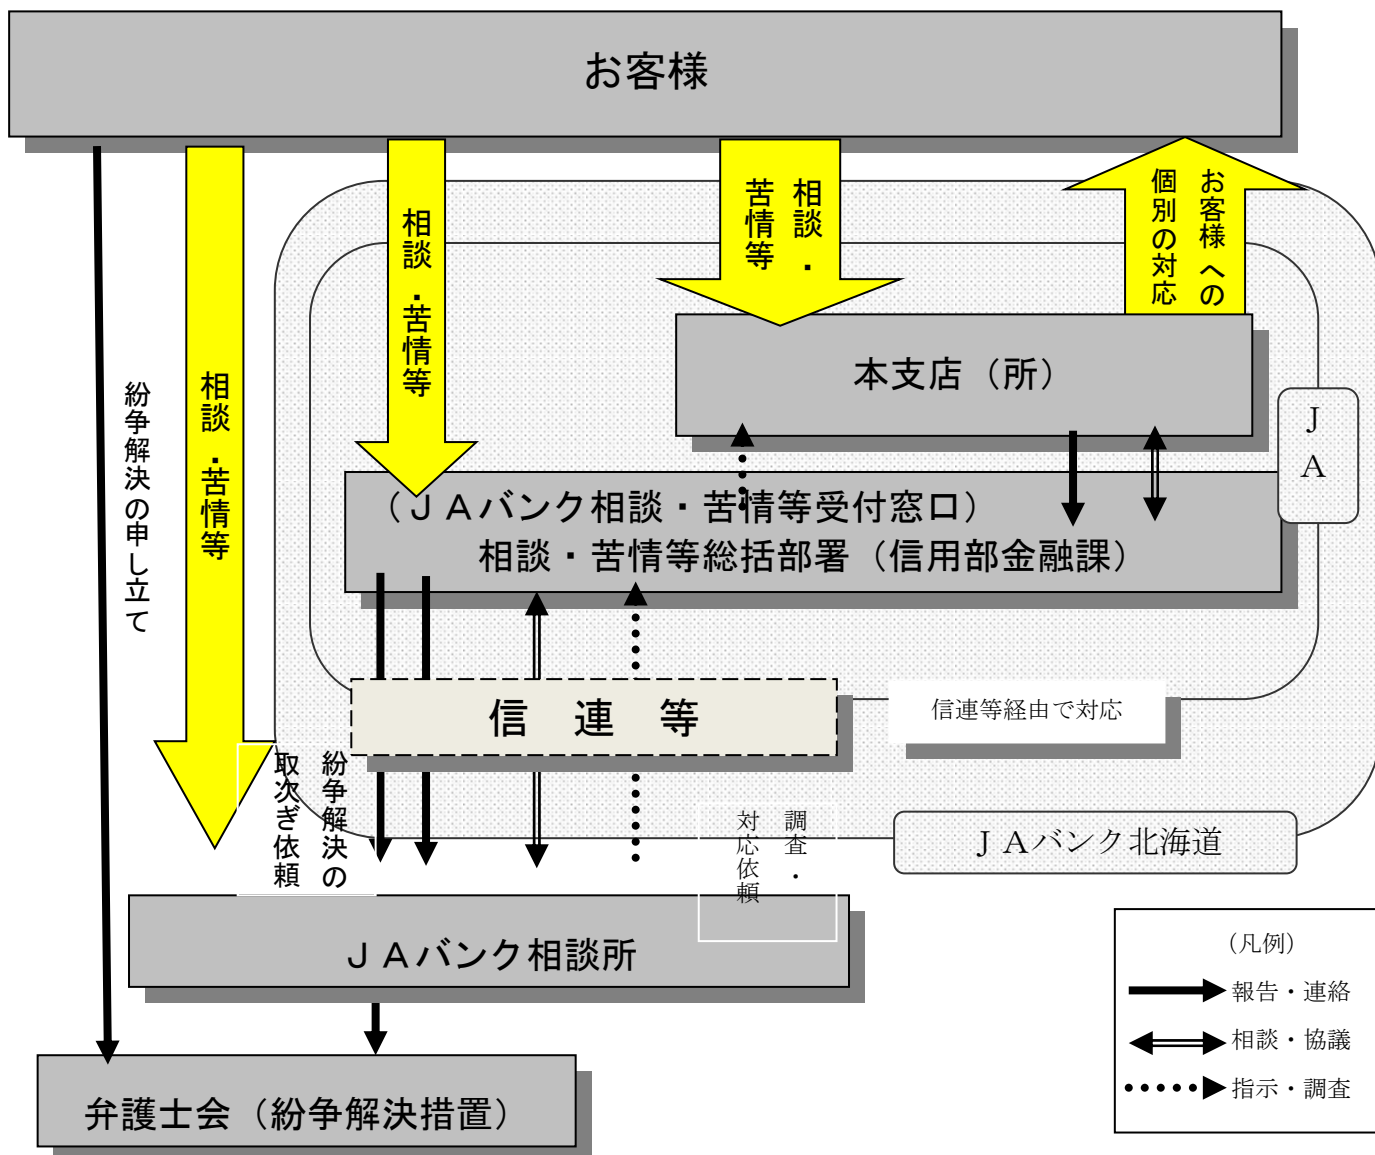 お客様
相談・
苦情等
お客様への
個別の対応
相談・苦情等
相談・苦情等
紛争解決の申し立て
本支店（所）
ＪＡ
（ＪＡバンク相談・苦情等受付窓口）
相談・苦情等総括部署（信用部金融課）
信連等
信連等経由で対応
紛争解決の
取次ぎ依頼
調査・
対応依頼
ＪＡバンク北海道
ＪＡバンク相談所
弁護士会（紛争解決措置）
（凡例）
報告・連絡
相談・協議
指示・調査